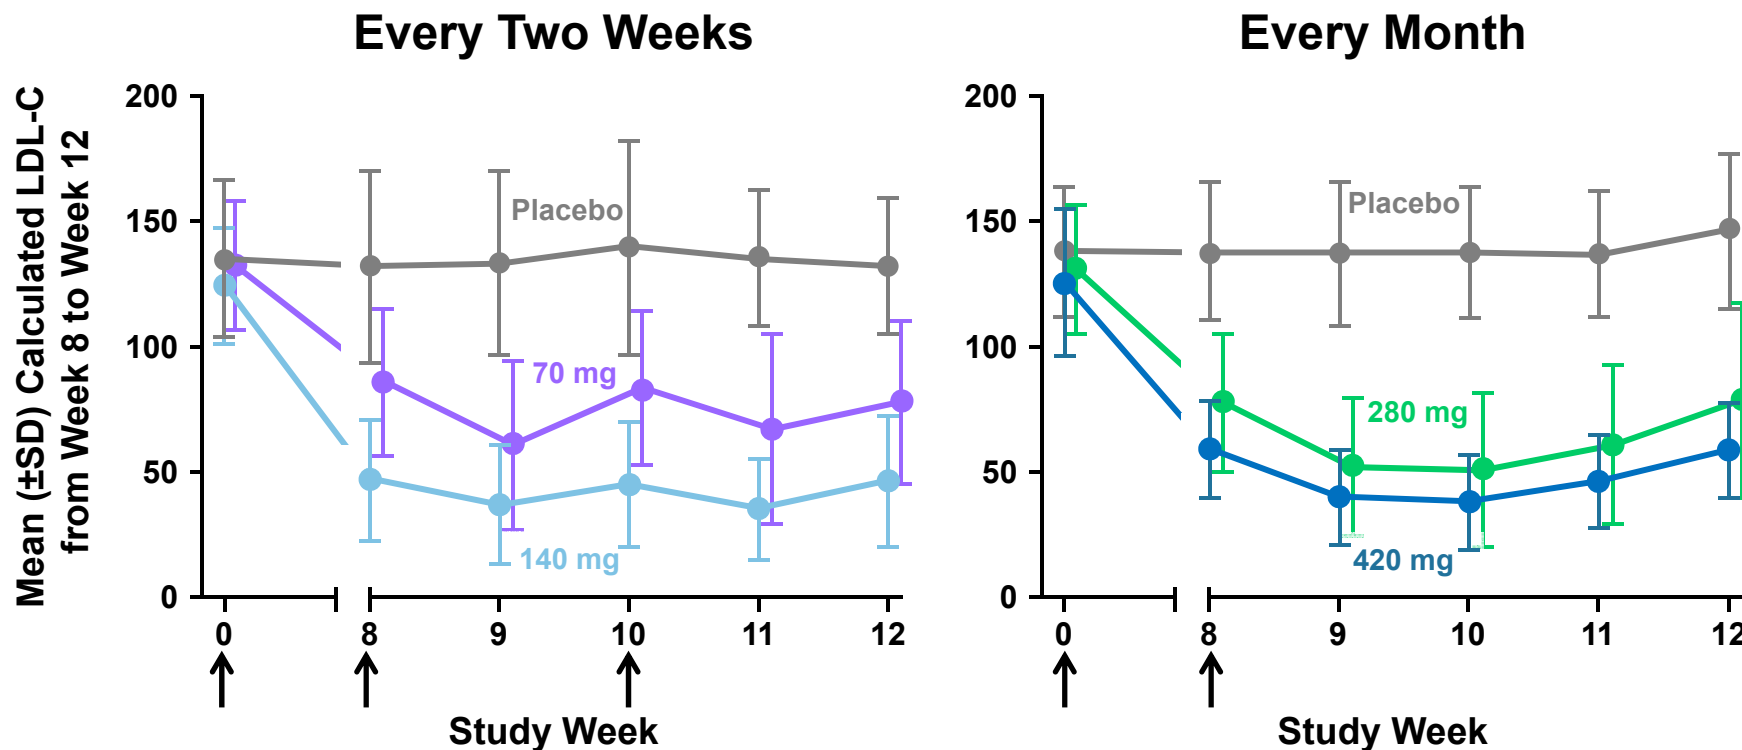 Every Two Weeks
Every Month
Mean (±SD) Calculated LDL-C
from Week 8 to Week 12
200
150
100
50
0
Placebo
70 mg
140 mg
0
8
9
10
11
12
Study Week
200
150
100
50
0
Placebo
280 mg
420 mg
0
8
9
10
11
12
Study Week